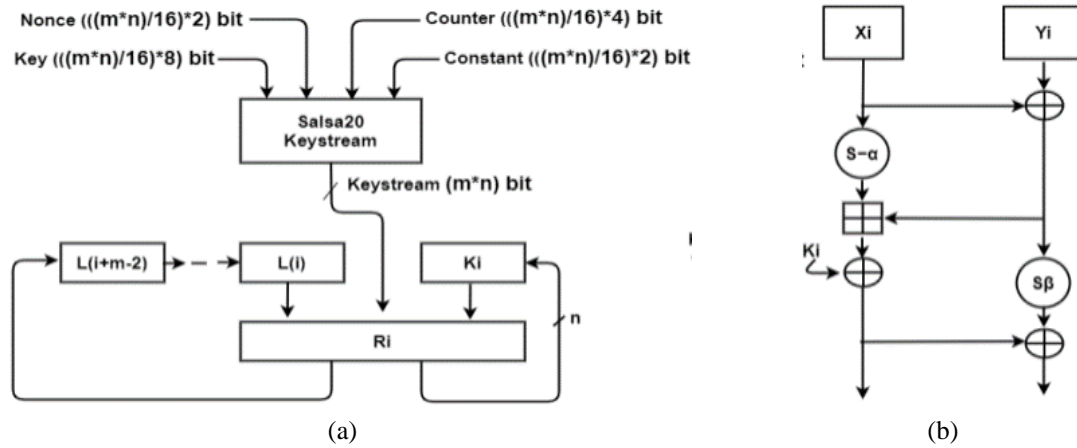 Nonce (((m*n)/16)*2) bit
Counter (((m*n)/16)*4) bit
Key (((m*n)/16)*8) bit
Constant (((m*n)/16)*2) bit
Salsa20
Keystream
Keystream (m*n) bit
L(i+m-2)
L(i)
Ki
Ri
n
(a)
Xi
Yi
S-α
Ki
Sβ
(b)